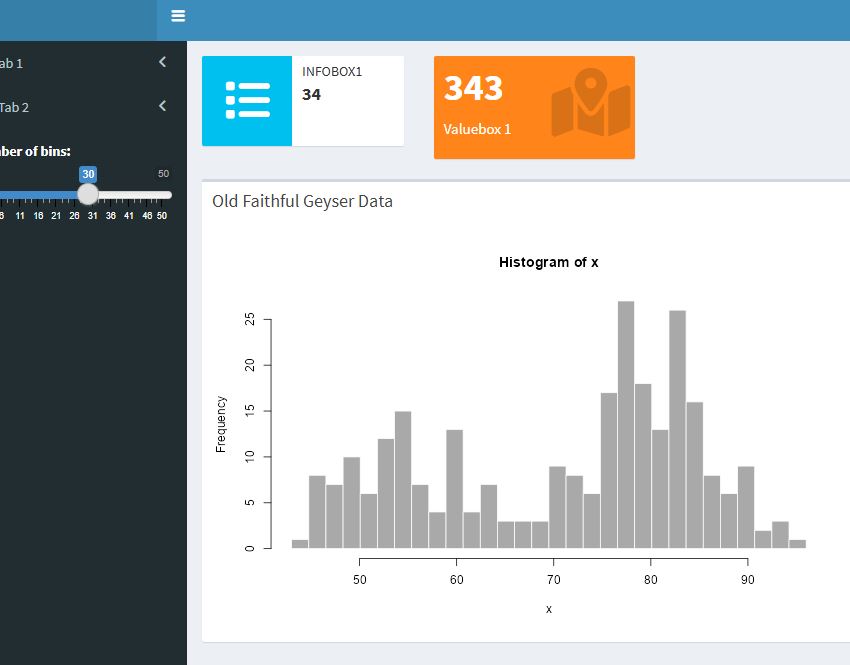 ab 1
Tab 2
ber of bins:
30
50
6 11 16 21 26 31 36 41 46 50
INFOBOX1
34
343
Valuebox 1
Old Faithful Geyser Data
Histogram of x
Frequency
25
20
15
10
5
0
50 60 70 80 90
x